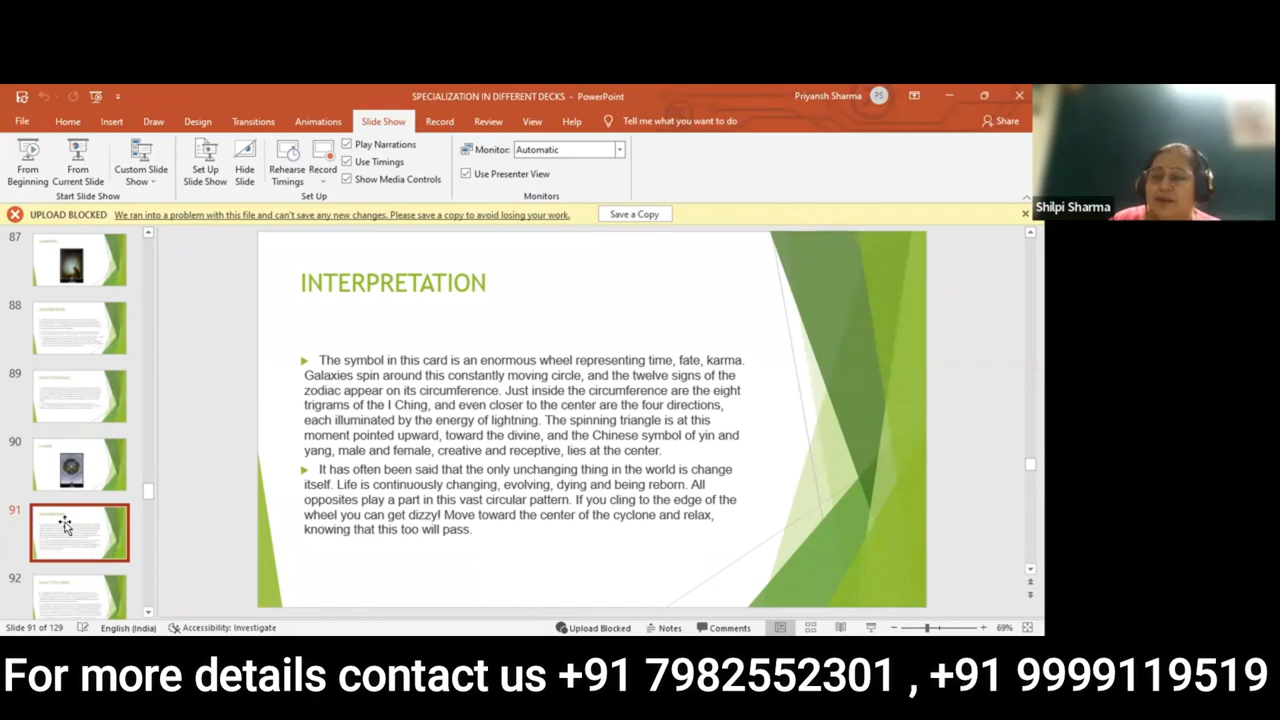 SPECIALIZATION IN DIFFERENT DECKS - PowerPoint
Priyansh Sharma
PS
File
Home
Insert
Draw
Design
Transitions
Animations
Slide Show
Record
Review
View
Help
Tell me what you want to do
Share
From
Beginning
From
Current Slide
Custom Slide
Show
Set Up
Slide Show
Hide
Slide
Rehearse
Timings
Record
Play Narrations
Use Timings
Show Media Controls
Monitor:
Automatic
Use Presenter View
Start Slide Show
Set Up
Monitors
UPLOAD BLOCKED
We ran into a problem with this file and can't save any new changes. Please save a copy to avoid losing your work.
Save a Copy
Shilpi Sharma
87
88
89
90
91
92
INTERPRETATION
The symbol in this card is an enormous wheel representing time, fate, karma.
Galaxies spin around this constantly moving circle, and the twelve signs of the
zodiac appear on its circumference. Just inside the circumference are the eight
trigrams of the I Ching, and even closer to the center are the four directions,
each illuminated by the energy of lightning. The spinning triangle is at this
moment pointed upward, toward the divine, and the Chinese symbol of yin and
yang, male and female, creative and receptive, lies at the center.
It has often been said that the only unchanging thing in the world is change
itself. Life is continuously changing, evolving, dying and being reborn. All
opposites play a part in this vast circular pattern. If you cling to the edge of the
wheel you can get dizzy! Move toward the center of the cyclone and relax,
knowing that this too will pass.
Slide 91 of 129
English (India)
Accessibility: Investigate
Upload Blocked
Notes
Comments
69%
For more details contact us +91 7982552301 , +91 9999119519